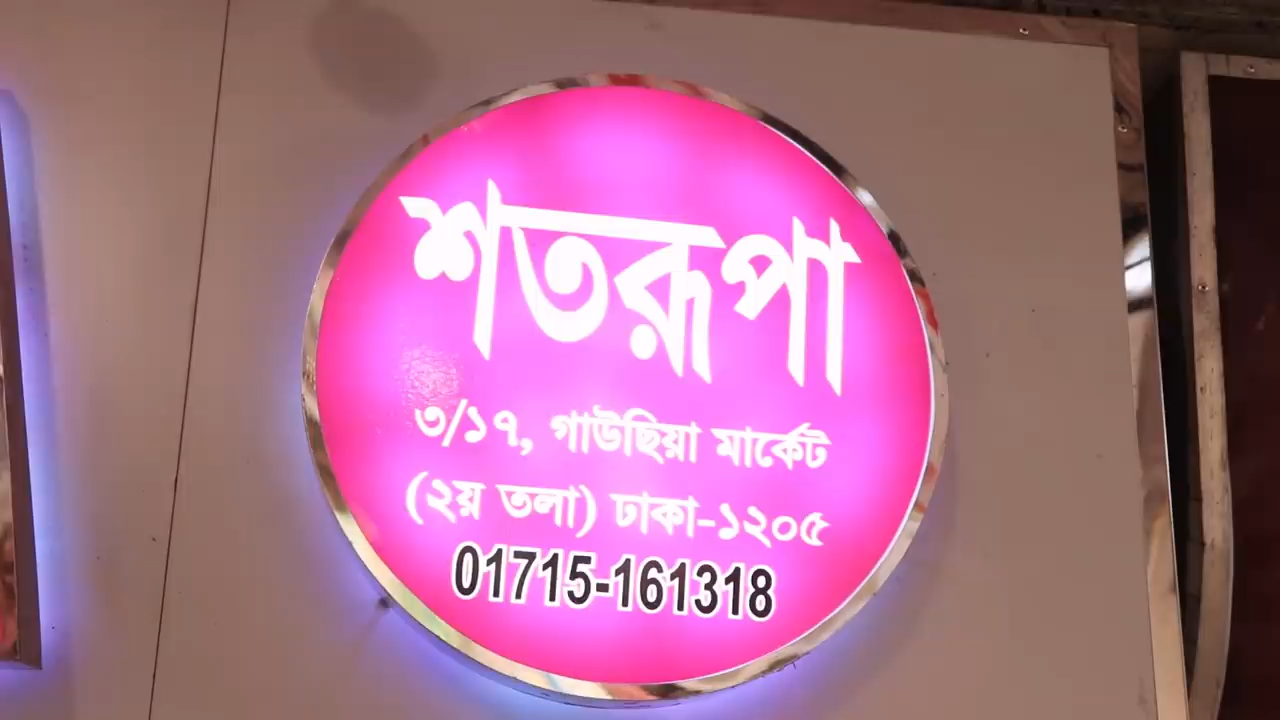 শতরূপা
৩/১৭, গাউছিয়া মার্কেট
(২য় তলা) ঢাকা-১২০৫
01715-161318